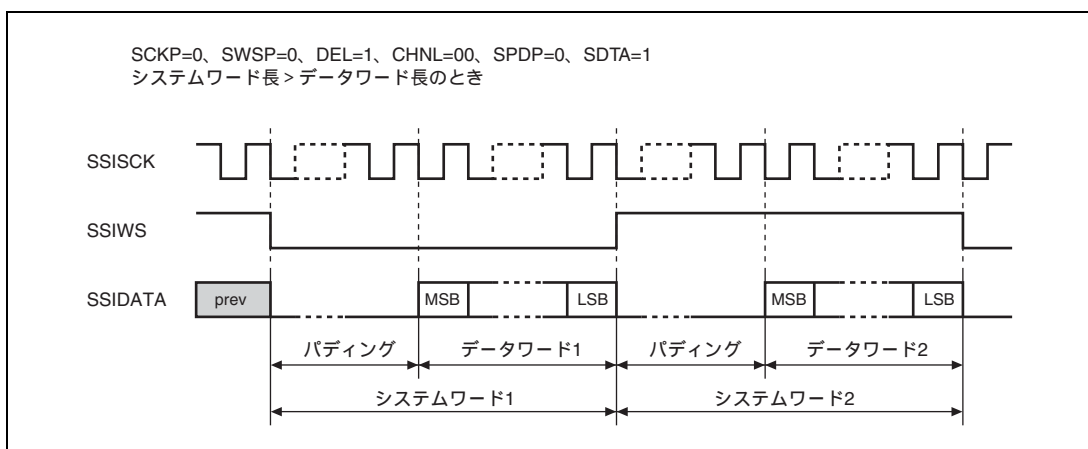 SCKP=0、SWSP=0、DEL=1、CHNL=00、SPDP=0、SDTA=1
システムワード長 > データワード長のとき
SSISCK
SSIWS
SSIDATA
prev
MSB
LSB
MSB
LSB
パディング
データワード1
パディング
データワード2
システムワード1
システムワード2